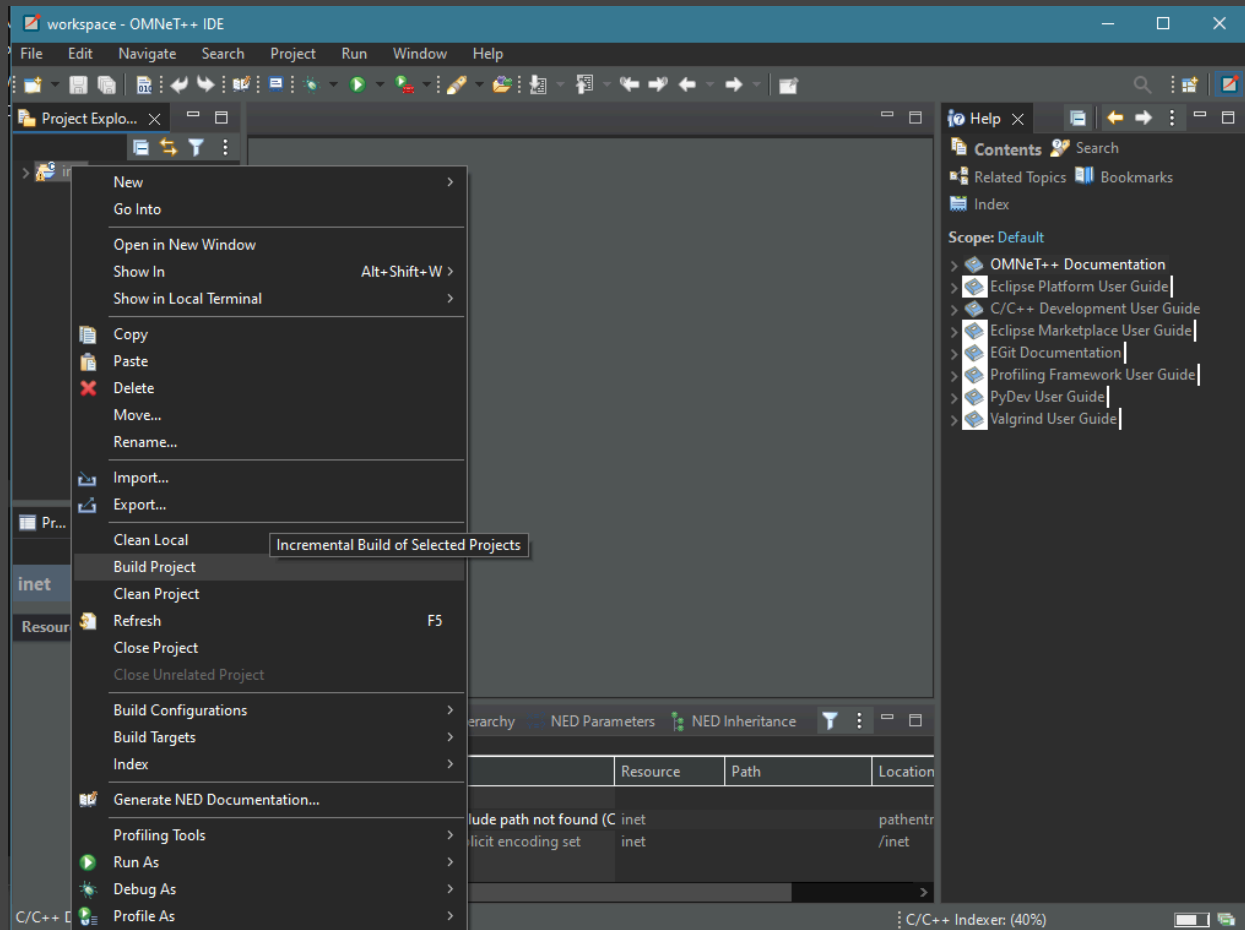 workspace - OMNeT++ IDE
File Edit Navigate Search Project Run Window Help
Project Explo...
Help
Contents Search
Related Topics Bookmarks
Index
Scope: Default
OMNeT++ Documentation
Eclipse Platform User Guide
C/C++ Development User Guide
Eclipse Marketplace User Guide
EGit Documentation
Profiling Framework User Guide
PyDev User Guide
Valgrind User Guide
New
Go Into
Open in New Window
Show In Alt+Shift+W
Show in Local Terminal
Copy
Paste
Delete
Move...
Rename...
Import...
Export...
Clean Local
Incremental Build of Selected Projects
Build Project
Clean Project
Refresh F5
Close Project
Close Unrelated Project
Build Configurations
Build Targets
Index
Generate NED Documentation...
Profiling Tools
Run As
Debug As
Profile As
Pr...
inet
Resour
erarchy NED Parameters NED Inheritance
Resource Path Location
lude path not found (C inet pathentr
licit encoding set inet /inet
C/C++ C/C++ Indexer: (40%)